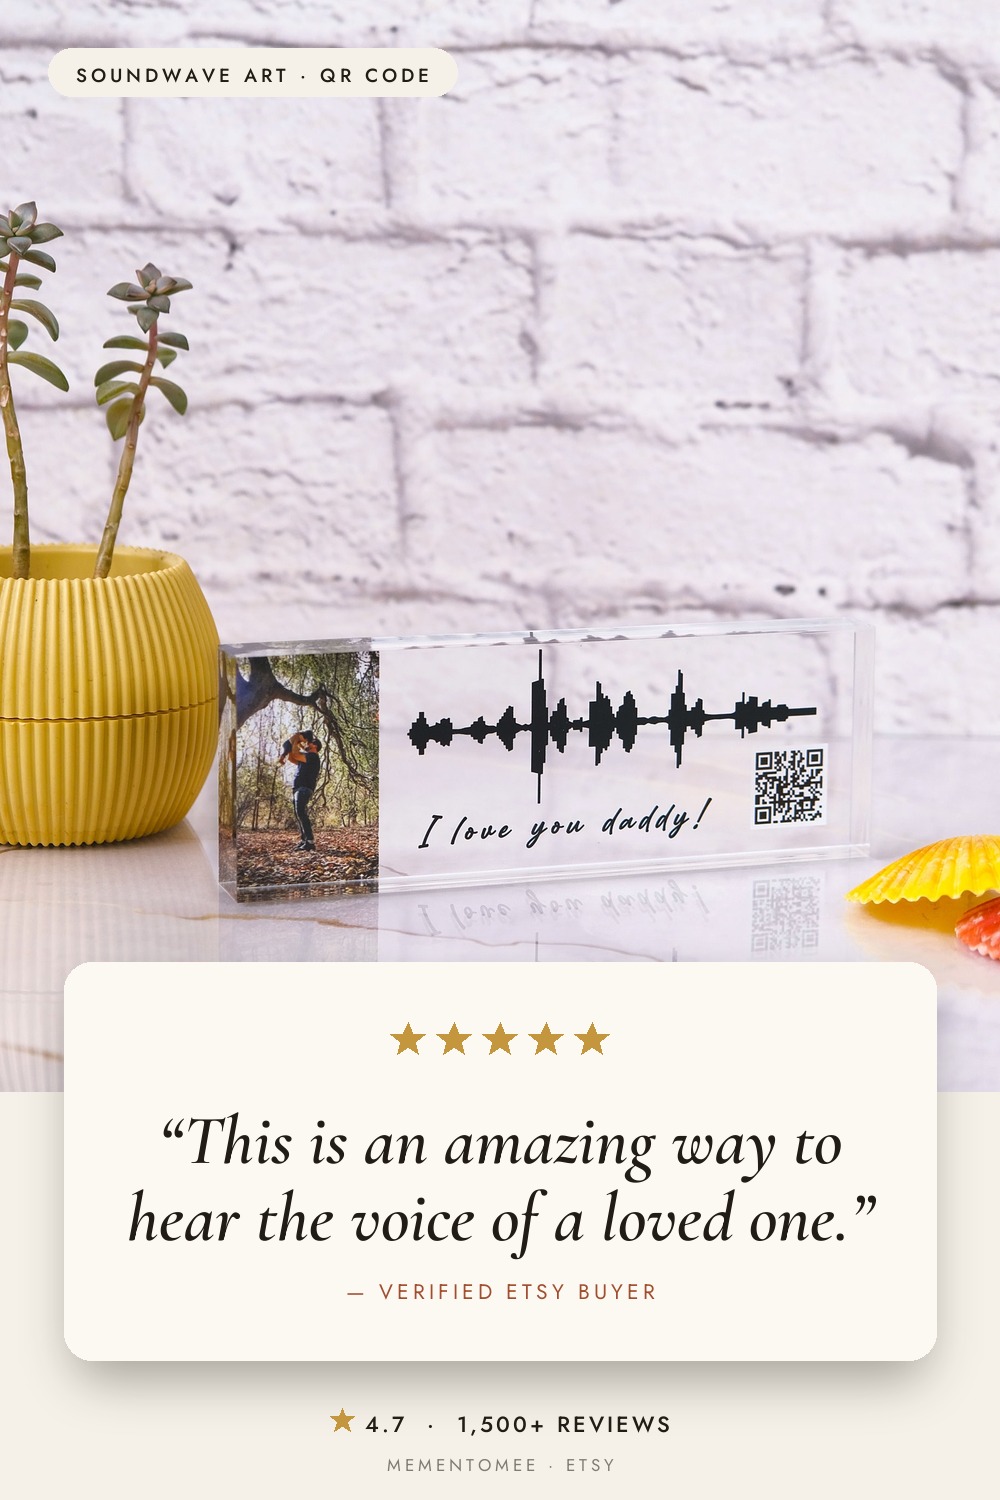 SOUNDWAVE ART · QR CODE
I love you daddy!
“This is an amazing way to
hear the voice of a loved one.”
— VERIFIED ETSY BUYER
★ 4.7 · 1,500+ REVIEWS
MEMENTOMEE · ETSY